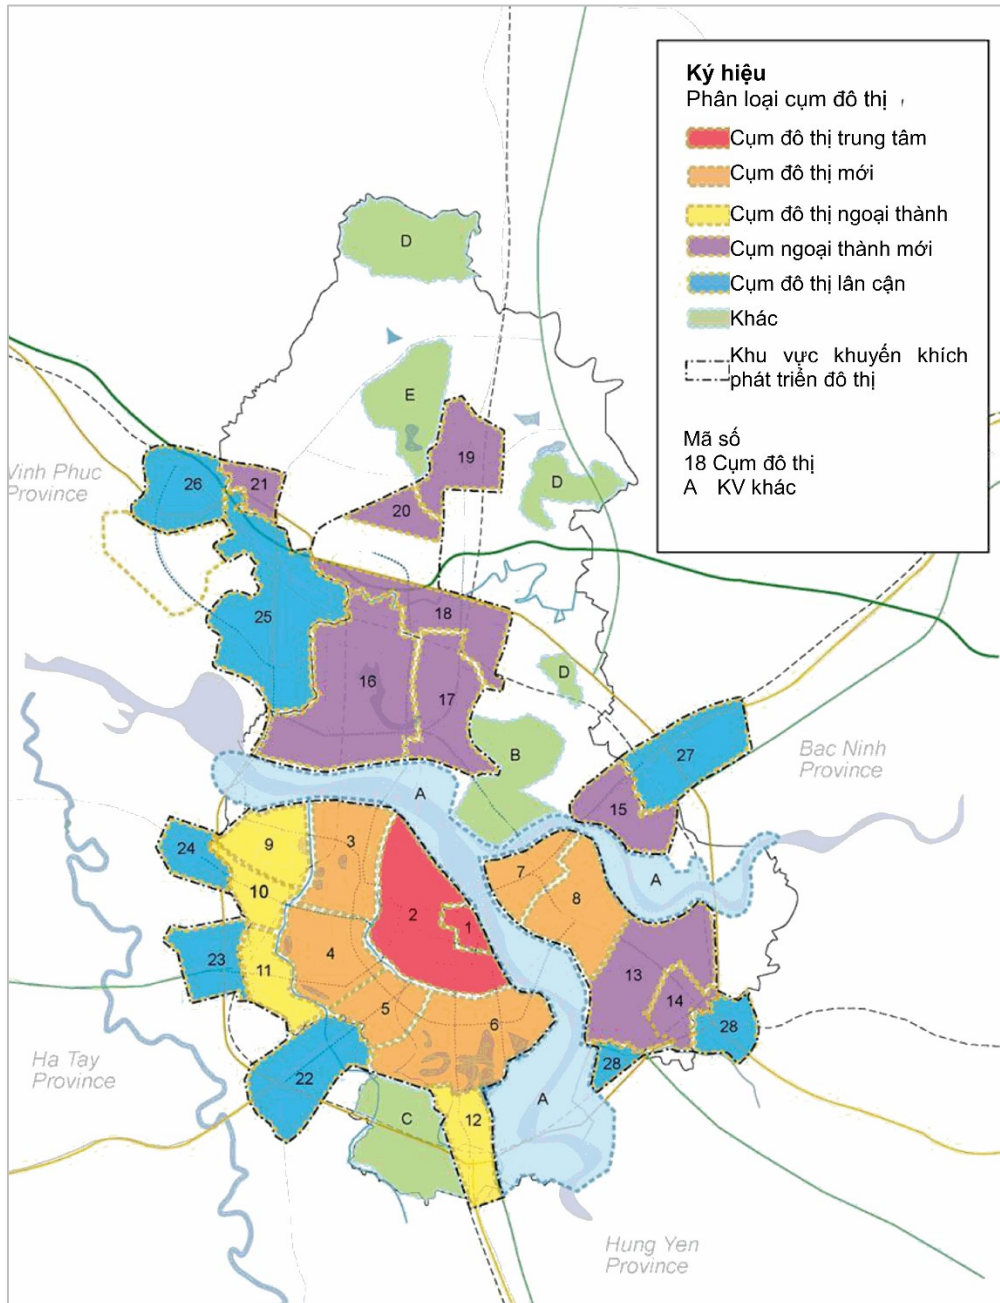 Ký hiệu
Phân loại cụm đô thị
Cụm đô thị trung tâm
Cụm đô thị mới
Cụm đô thị ngoại thành
Cụm ngoại thành mới
Cụm đô thị lân cận
Khác
Khu vực khuyến khích
phát triển đô thị
Mã số
18 Cụm đô thị
A KV khác
D
E
19
D
Vinh Phuc
Province
26
21
20
25
18
16
17
D
B
27
Bac Ninh
Province
A
15
24
9
3
7
A
10
2
8
1
23
11
4
13
5
6
14
28
28
Ha Tay
Province
22
A
C
12
Hung Yen
Province